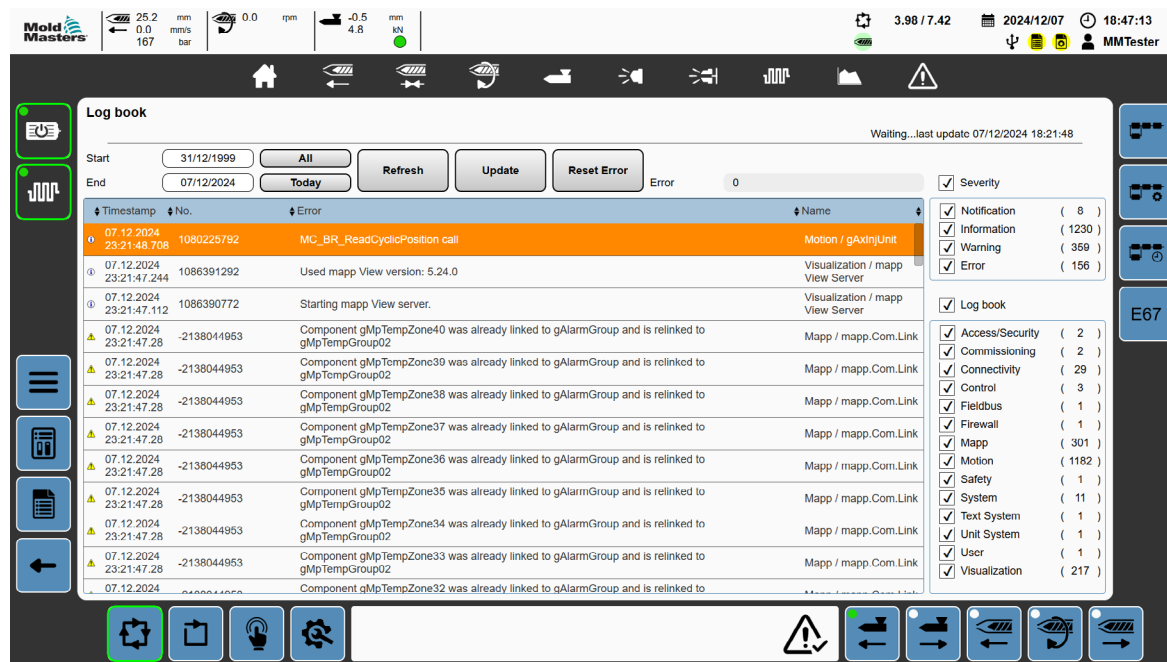 Mold
Masters
25.2 mm
0.0 mm/s
167 bar
0.0 rpm
-0.5 mm
4.8 kN
3.98 / 7.42
2024/12/07
18:47:13
MMTester
Log book
Waiting...last update 07/12/2024 18:21:48
Start 31/12/1999 All
End 07/12/2024 Today
Refresh
Update
Reset Error
Error 0
Timestamp No. Error Name
07.12.2024
23:21:48.708 1080225792 MC_BR_ReadCyclicPosition call Motion / gAxInjUnit
07.12.2024
23:21:47.244 1086391292 Used mapp View version: 5.24.0 Visualization / mapp
View Server
07.12.2024
23:21:47.112 1086390772 Starting mapp View server. Visualization / mapp
View Server
07.12.2024
23:21:47.28 -2138044953 Component gMpTempZone40 was already linked to gAlarmGroup and is relinked to
gMpTempGroup02 Mapp / mapp.Com.Link
07.12.2024
23:21:47.28 -2138044953 Component gMpTempZone39 was already linked to gAlarmGroup and is relinked to
gMpTempGroup02 Mapp / mapp.Com.Link
07.12.2024
23:21:47.28 -2138044953 Component gMpTempZone38 was already linked to gAlarmGroup and is relinked to
gMpTempGroup02 Mapp / mapp.Com.Link
07.12.2024
23:21:47.28 -2138044953 Component gMpTempZone37 was already linked to gAlarmGroup and is relinked to
gMpTempGroup02 Mapp / mapp.Com.Link
07.12.2024
23:21:47.28 -2138044953 Component gMpTempZone36 was already linked to gAlarmGroup and is relinked to
gMpTempGroup02 Mapp / mapp.Com.Link
07.12.2024
23:21:47.28 -2138044953 Component gMpTempZone35 was already linked to gAlarmGroup and is relinked to
gMpTempGroup02 Mapp / mapp.Com.Link
07.12.2024
23:21:47.28 -2138044953 Component gMpTempZone34 was already linked to gAlarmGroup and is relinked to
gMpTempGroup02 Mapp / mapp.Com.Link
07.12.2024
23:21:47.28 -2138044953 Component gMpTempZone33 was already linked to gAlarmGroup and is relinked to
gMpTempGroup02 Mapp / mapp.Com.Link
07.12.2024 Component gMpTempZone32 was already linked to gAlarmGroup and is relinked to
Severity
Notification ( 8 )
Information ( 1230 )
Warning ( 359 )
Error ( 156 )
Log book
Access/Security ( 2 )
Commissioning ( 2 )
Connectivity ( 29 )
Control ( 3 )
Fieldbus ( 1 )
Firewall ( 1 )
Mapp ( 301 )
Motion ( 1182 )
Safety ( 1 )
System ( 11 )
Text System ( 1 )
Unit System ( 1 )
User ( 1 )
Visualization ( 217 )
E67